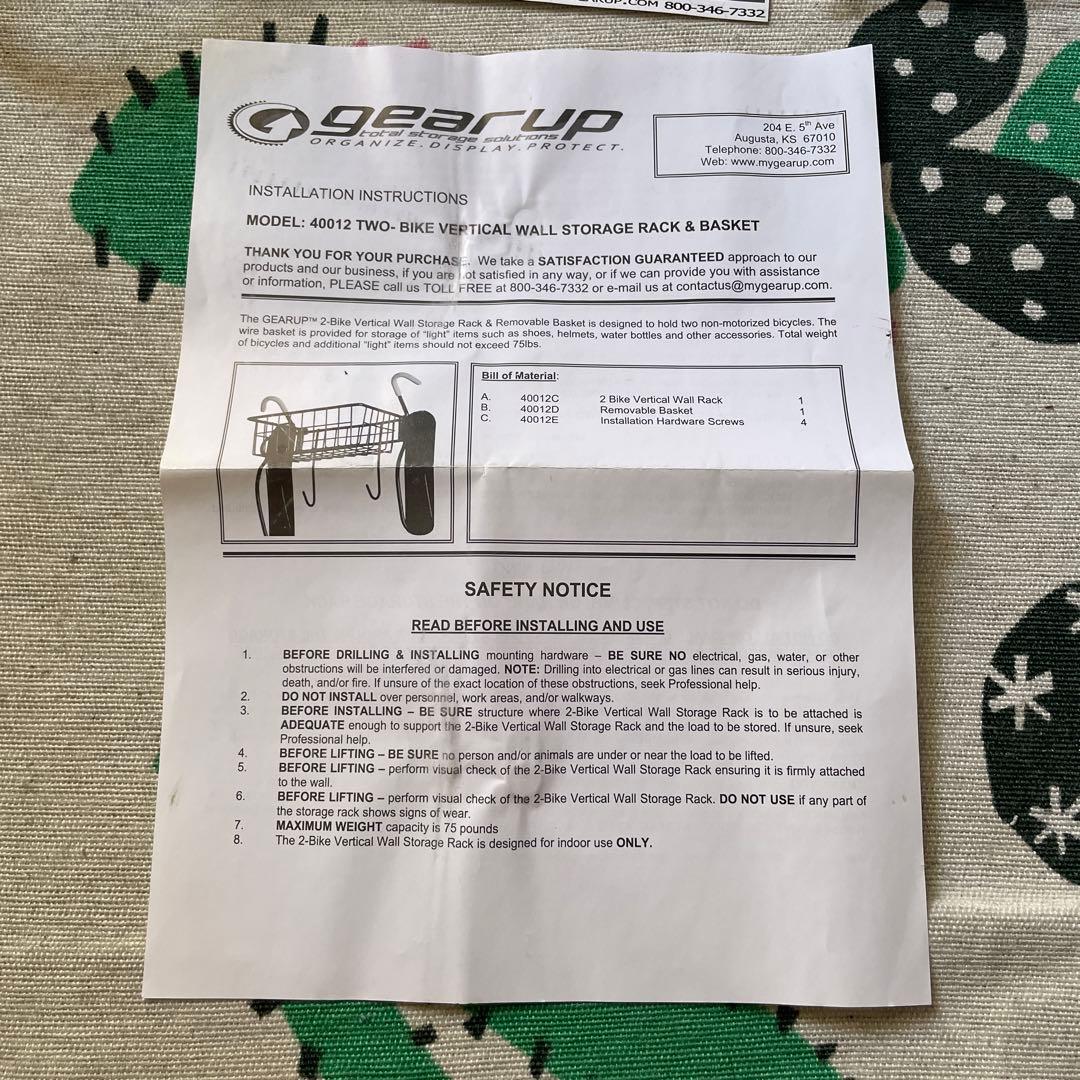 .COM 800-346-7332
gearup
total storage solutions
ORGANIZE. DISPLAY. PROTECT.
204 E. 5th Ave
Augusta, KS 67010
Telephone: 800-346-7332
Web: www.mygearup.com
INSTALLATION INSTRUCTIONS
MODEL: 40012 TWO- BIKE VERTICAL WALL STORAGE RACK & BASKET
THANK YOU FOR YOUR PURCHASE. We take a SATISFACTION GUARANTEED approach to our
products and our business, if you are not satisfied in any way, or if we can provide you with assistance
or information, PLEASE call us TOLL FREE at 800-346-7332 or e-mail us at contactus@mygearup.com.
The GEARUP™ 2-Bike Vertical Wall Storage Rack & Removable Basket is designed to hold two non-motorized bicycles. The
wire basket is provided for storage of "light" items such as shoes, helmets, water bottles and other accessories. Total weight
of bicycles and additional "light" items should not exceed 75lbs.
Bill of Material:
A. 40012C 2 Bike Vertical Wall Rack 1
B. 40012D Removable Basket 1
C. 40012E Installation Hardware Screws 4
SAFETY NOTICE
READ BEFORE INSTALLING AND USE
1. BEFORE DRILLING & INSTALLING mounting hardware – BE SURE NO electrical, gas, water, or other
obstructions will be interfered or damaged. NOTE: Drilling into electrical or gas lines can result in serious injury,
death, and/or fire. If unsure of the exact location of these obstructions, seek Professional help.
2. DO NOT INSTALL over personnel, work areas, and/or walkways.
3. BEFORE INSTALLING – BE SURE structure where 2-Bike Vertical Wall Storage Rack is to be attached is
ADEQUATE enough to support the 2-Bike Vertical Wall Storage Rack and the load to be stored. If unsure, seek
Professional help.
4. BEFORE LIFTING – BE SURE no person and/or animals are under or near the load to be lifted.
5. BEFORE LIFTING – perform visual check of the 2-Bike Vertical Wall Storage Rack ensuring it is firmly attached
to the wall.
6. BEFORE LIFTING – perform visual check of the 2-Bike Vertical Wall Storage Rack. DO NOT USE if any part of
the storage rack shows signs of wear.
7. MAXIMUM WEIGHT capacity is 75 pounds
8. The 2-Bike Vertical Wall Storage Rack is designed for indoor use ONLY.